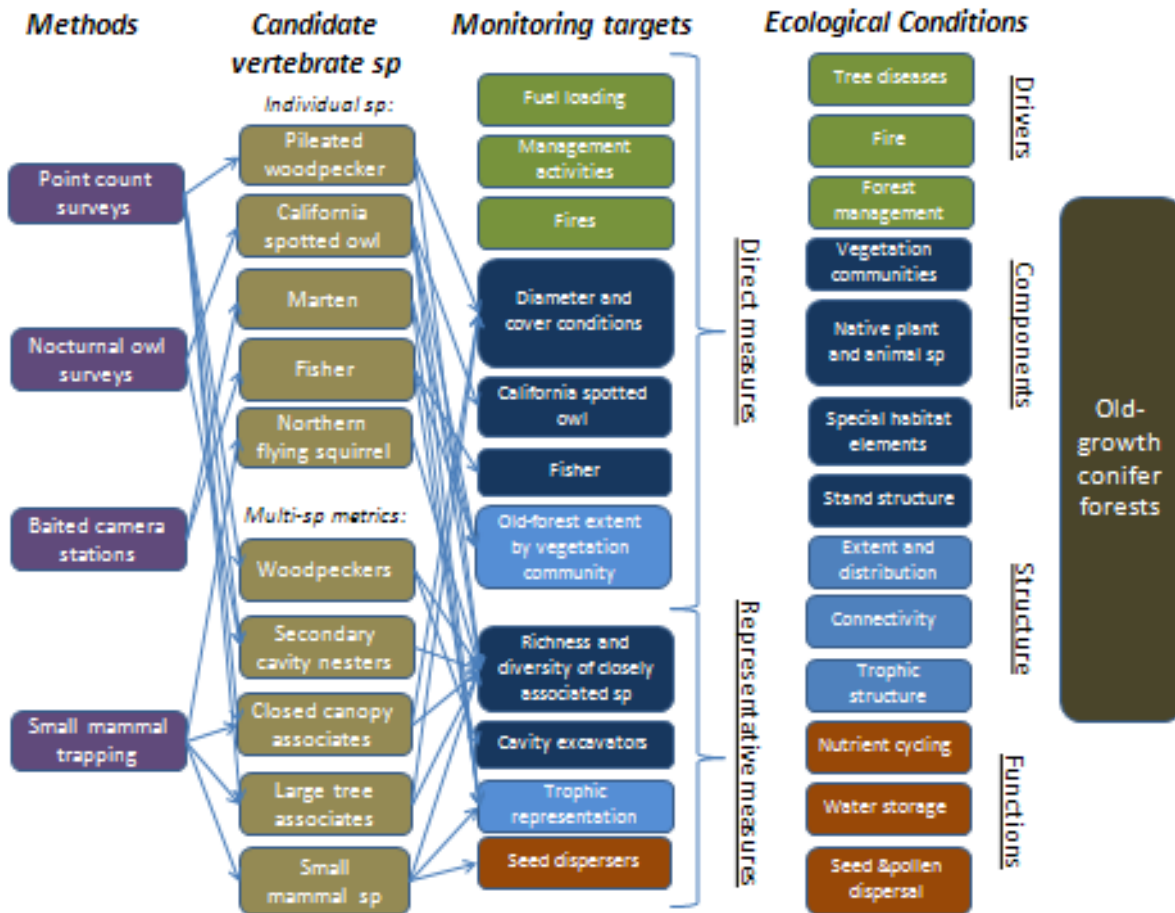 Methods
Candidate
vertebrate sp
Monitoring targets
Ecological Conditions
Point count
surveys
Nocturnal owl
surveys
Baited camera
stations
Small mammal
trapping
Individual sp:
Pileated
woodpecker
California
spotted owl
Marten
Fisher
Northern
flying squirrel
Multi-sp metrics:
Woodpeckers
Secondary
cavity nesters
Closed canopy
associates
Large tree
associates
Small
mammal sp
Fuel loading
Management
activities
Fires
Diameter and
cover conditions
California spotted
owl
Fisher
Old-forest extent
by vegetation
community
Richness and
diversity of closely
associated sp
Cavity excavators
Trophic
representation
Seed dispersers
Direct measures
Representative measures
Tree diseases
Fire
Forest
management
Vegetation
communities
Native plant
and animal sp
Special habitat
elements
Stand structure
Extent and
distribution
Connectivity
Trophic
structure
Nutrient cycling
Water storage
Seed &pollen
dispersal
Drivers
Components
Structure
Functions
Old-
growth
conifer
forests